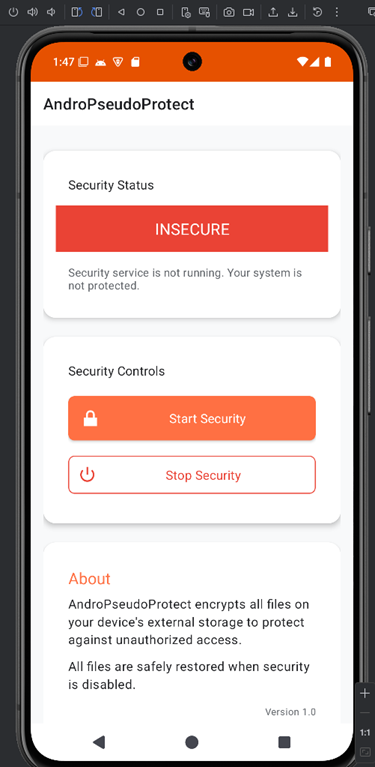 1:47
AndroPseudoProtect
Security Status
INSECURE
Security service is not running. Your system is
not protected.
Security Controls
Start Security
Stop Security
About
AndroPseudoProtect encrypts all files on
your device's external storage to protect
against unauthorized access.
All files are safely restored when security
is disabled.
Version 1.0
1:1